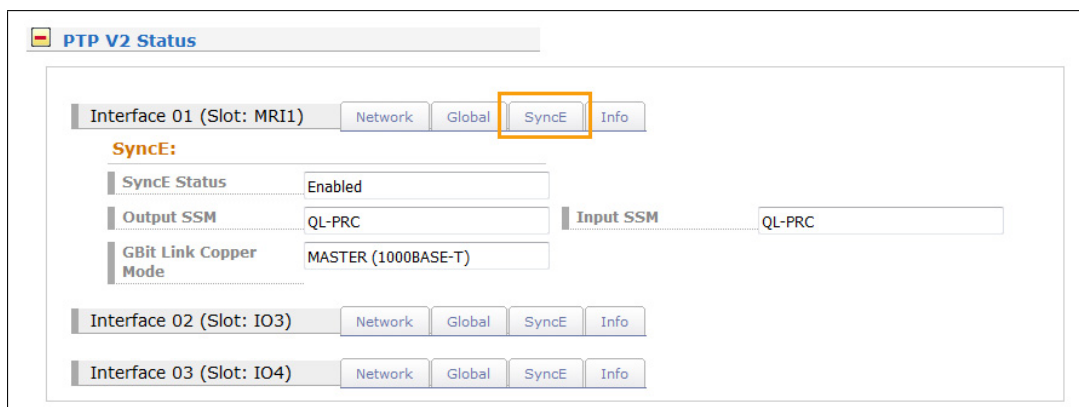 PTP V2 Status
Interface 01 (Slot: MRI1) Network Global SyncE Info
SyncE:
SyncE Status Enabled
Output SSM QL-PRC Input SSM QL-PRC
GBit Link Copper Mode MASTER (1000BASE-T)
Interface 02 (Slot: IO3) Network Global SyncE Info
Interface 03 (Slot: IO4) Network Global SyncE Info